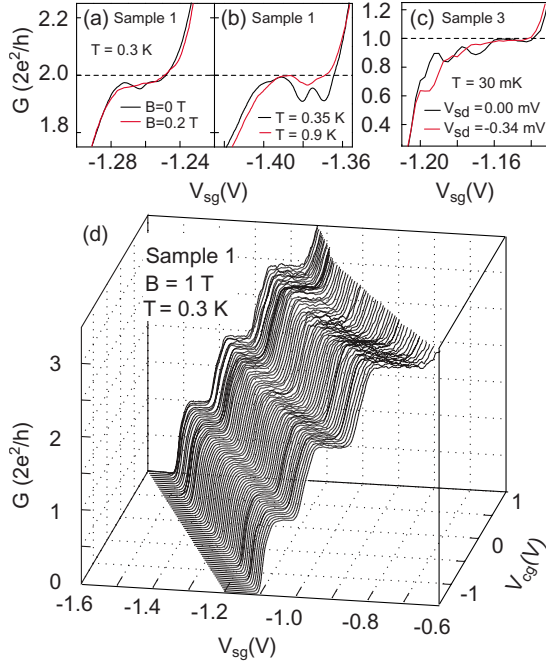 (a) Sample 1
T = 0.3 K
B=0 T
B=0.2 T
2.2
2.0
1.8
-1.28
-1.24
(b) Sample 1
T = 0.35 K
T = 0.9 K
-1.40
-1.36
(c) Sample 3
T = 30 mK
V_sd = 0.00 mV
V_sd = -0.34 mV
1.2
1.0
0.8
0.6
0.4
-1.20
-1.16
G (2e²/h)
V_sg(V)
V_sg(V)
(d)
Sample 1
B = 1 T
T = 0.3 K
G (2e²/h)
3
2
1
1
0
-1.6
-1.4
-1.2
-1.0
-0.8
-0.6
V_sg(V)
-1
0
1
V_cg(V)